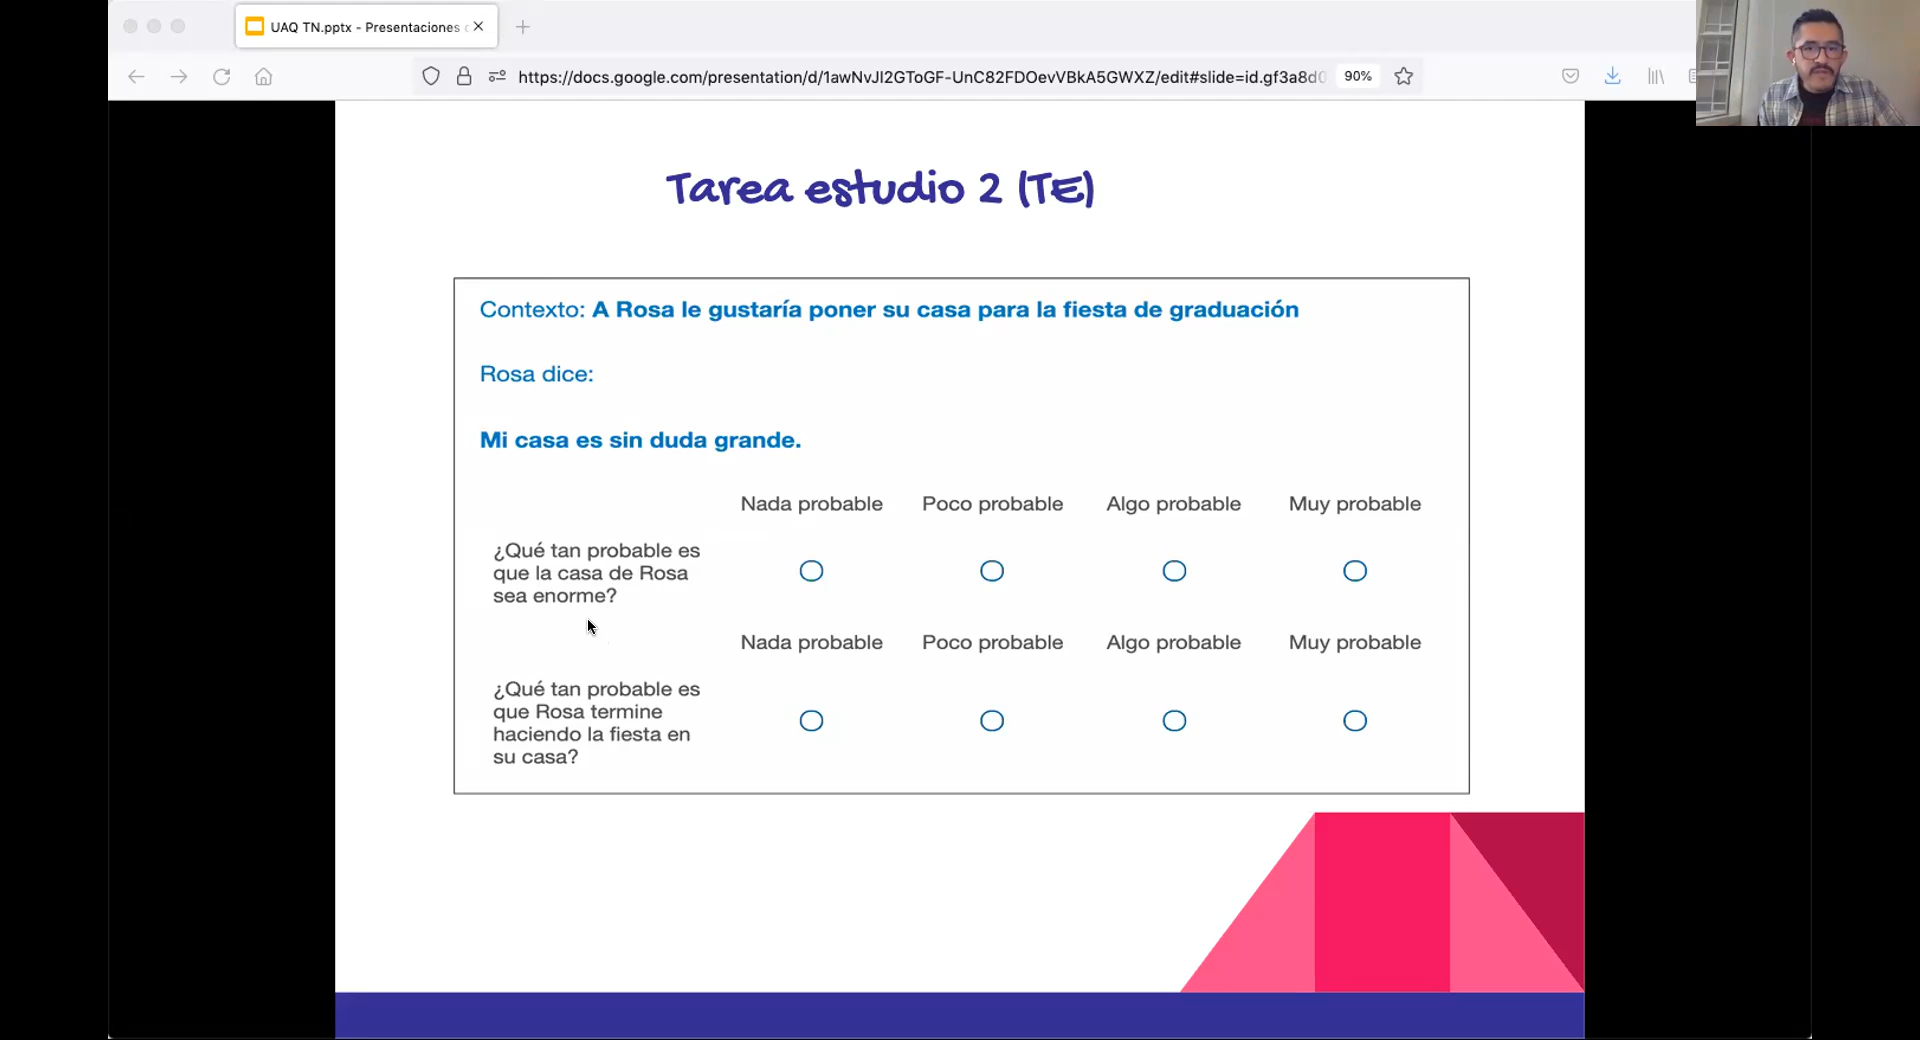 UAQ TN.pptx - Presentaciones
https://docs.google.com/presentation/d/1awNvJI2GToGF-UnC82FDOevVBkA5GWXZ/edit#slide=id.gf3a8d0
90%
Tarea estudio 2 (TE)
Contexto: A Rosa le gustaría poner su casa para la fiesta de graduación
Rosa dice:
Mi casa es sin duda grande.
Nada probable Poco probable Algo probable Muy probable
¿Qué tan probable es
que la casa de Rosa
sea enorme?
Nada probable Poco probable Algo probable Muy probable
¿Qué tan probable es
que Rosa termine
haciendo la fiesta en
su casa?